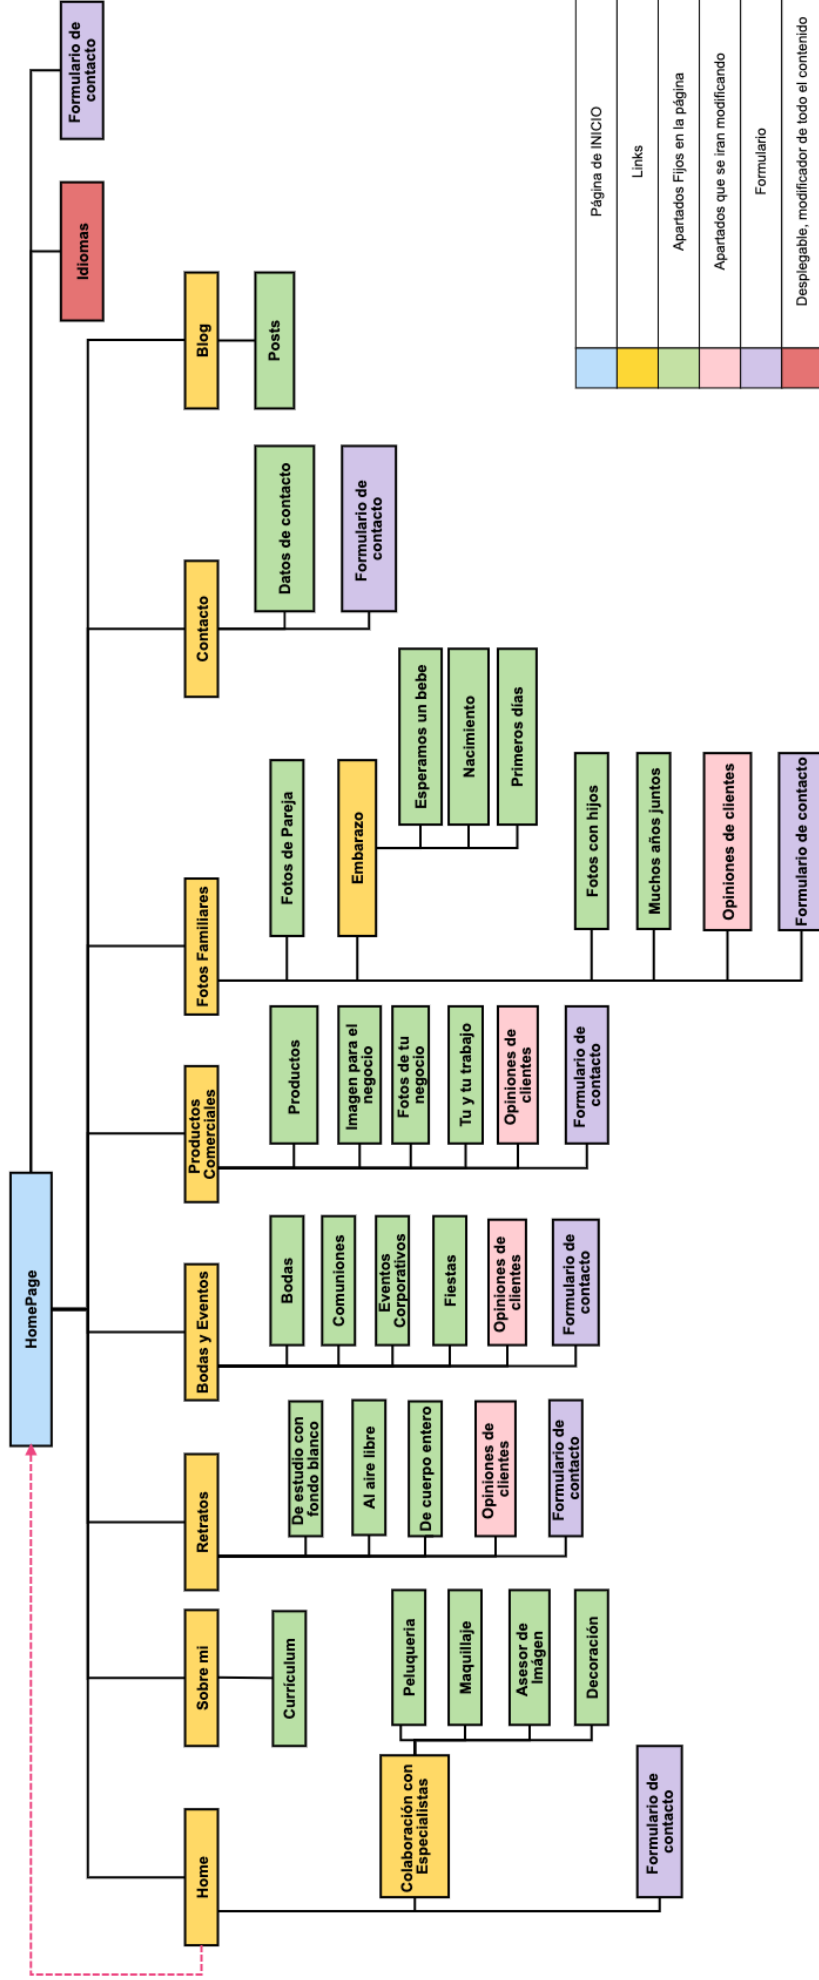 HomePage
Idiomas
Formulario de
contacto
Home
Colaboración con
Especialistas
Peluqueria
Maquillaje
Asesor de
Imágen
Decoración
Formulario de
contacto
Sobre mi
Currículum
Retratos
De estudio con
fondo blanco
Al aire libre
De cuerpo entero
Opiniones de
clientes
Formulario de
contacto
Bodas y Eventos
Bodas
Comuniones
Eventos
Corporativos
Fiestas
Opiniones de
clientes
Formulario de
contacto
Productos
Comerciales
Productos
Imagen para el
negocio
Fotos de tu
negocio
Tu y tu trabajo
Opiniones de
clientes
Formulario de
contacto
Fotos Familiares
Fotos de Pareja
Embarazo
Esperamos un bebe
Nacimiento
Primeros días
Fotos con hijos
Muchos años juntos
Opiniones de clientes
Formulario de contacto
Contacto
Datos de contacto
Formulario de
contacto
Blog
Posts
Página de INICIO
Links
Apartados Fijos en la página
Apartados que se iran modificando
Formulario
Desplegable, modificador de todo el contenido